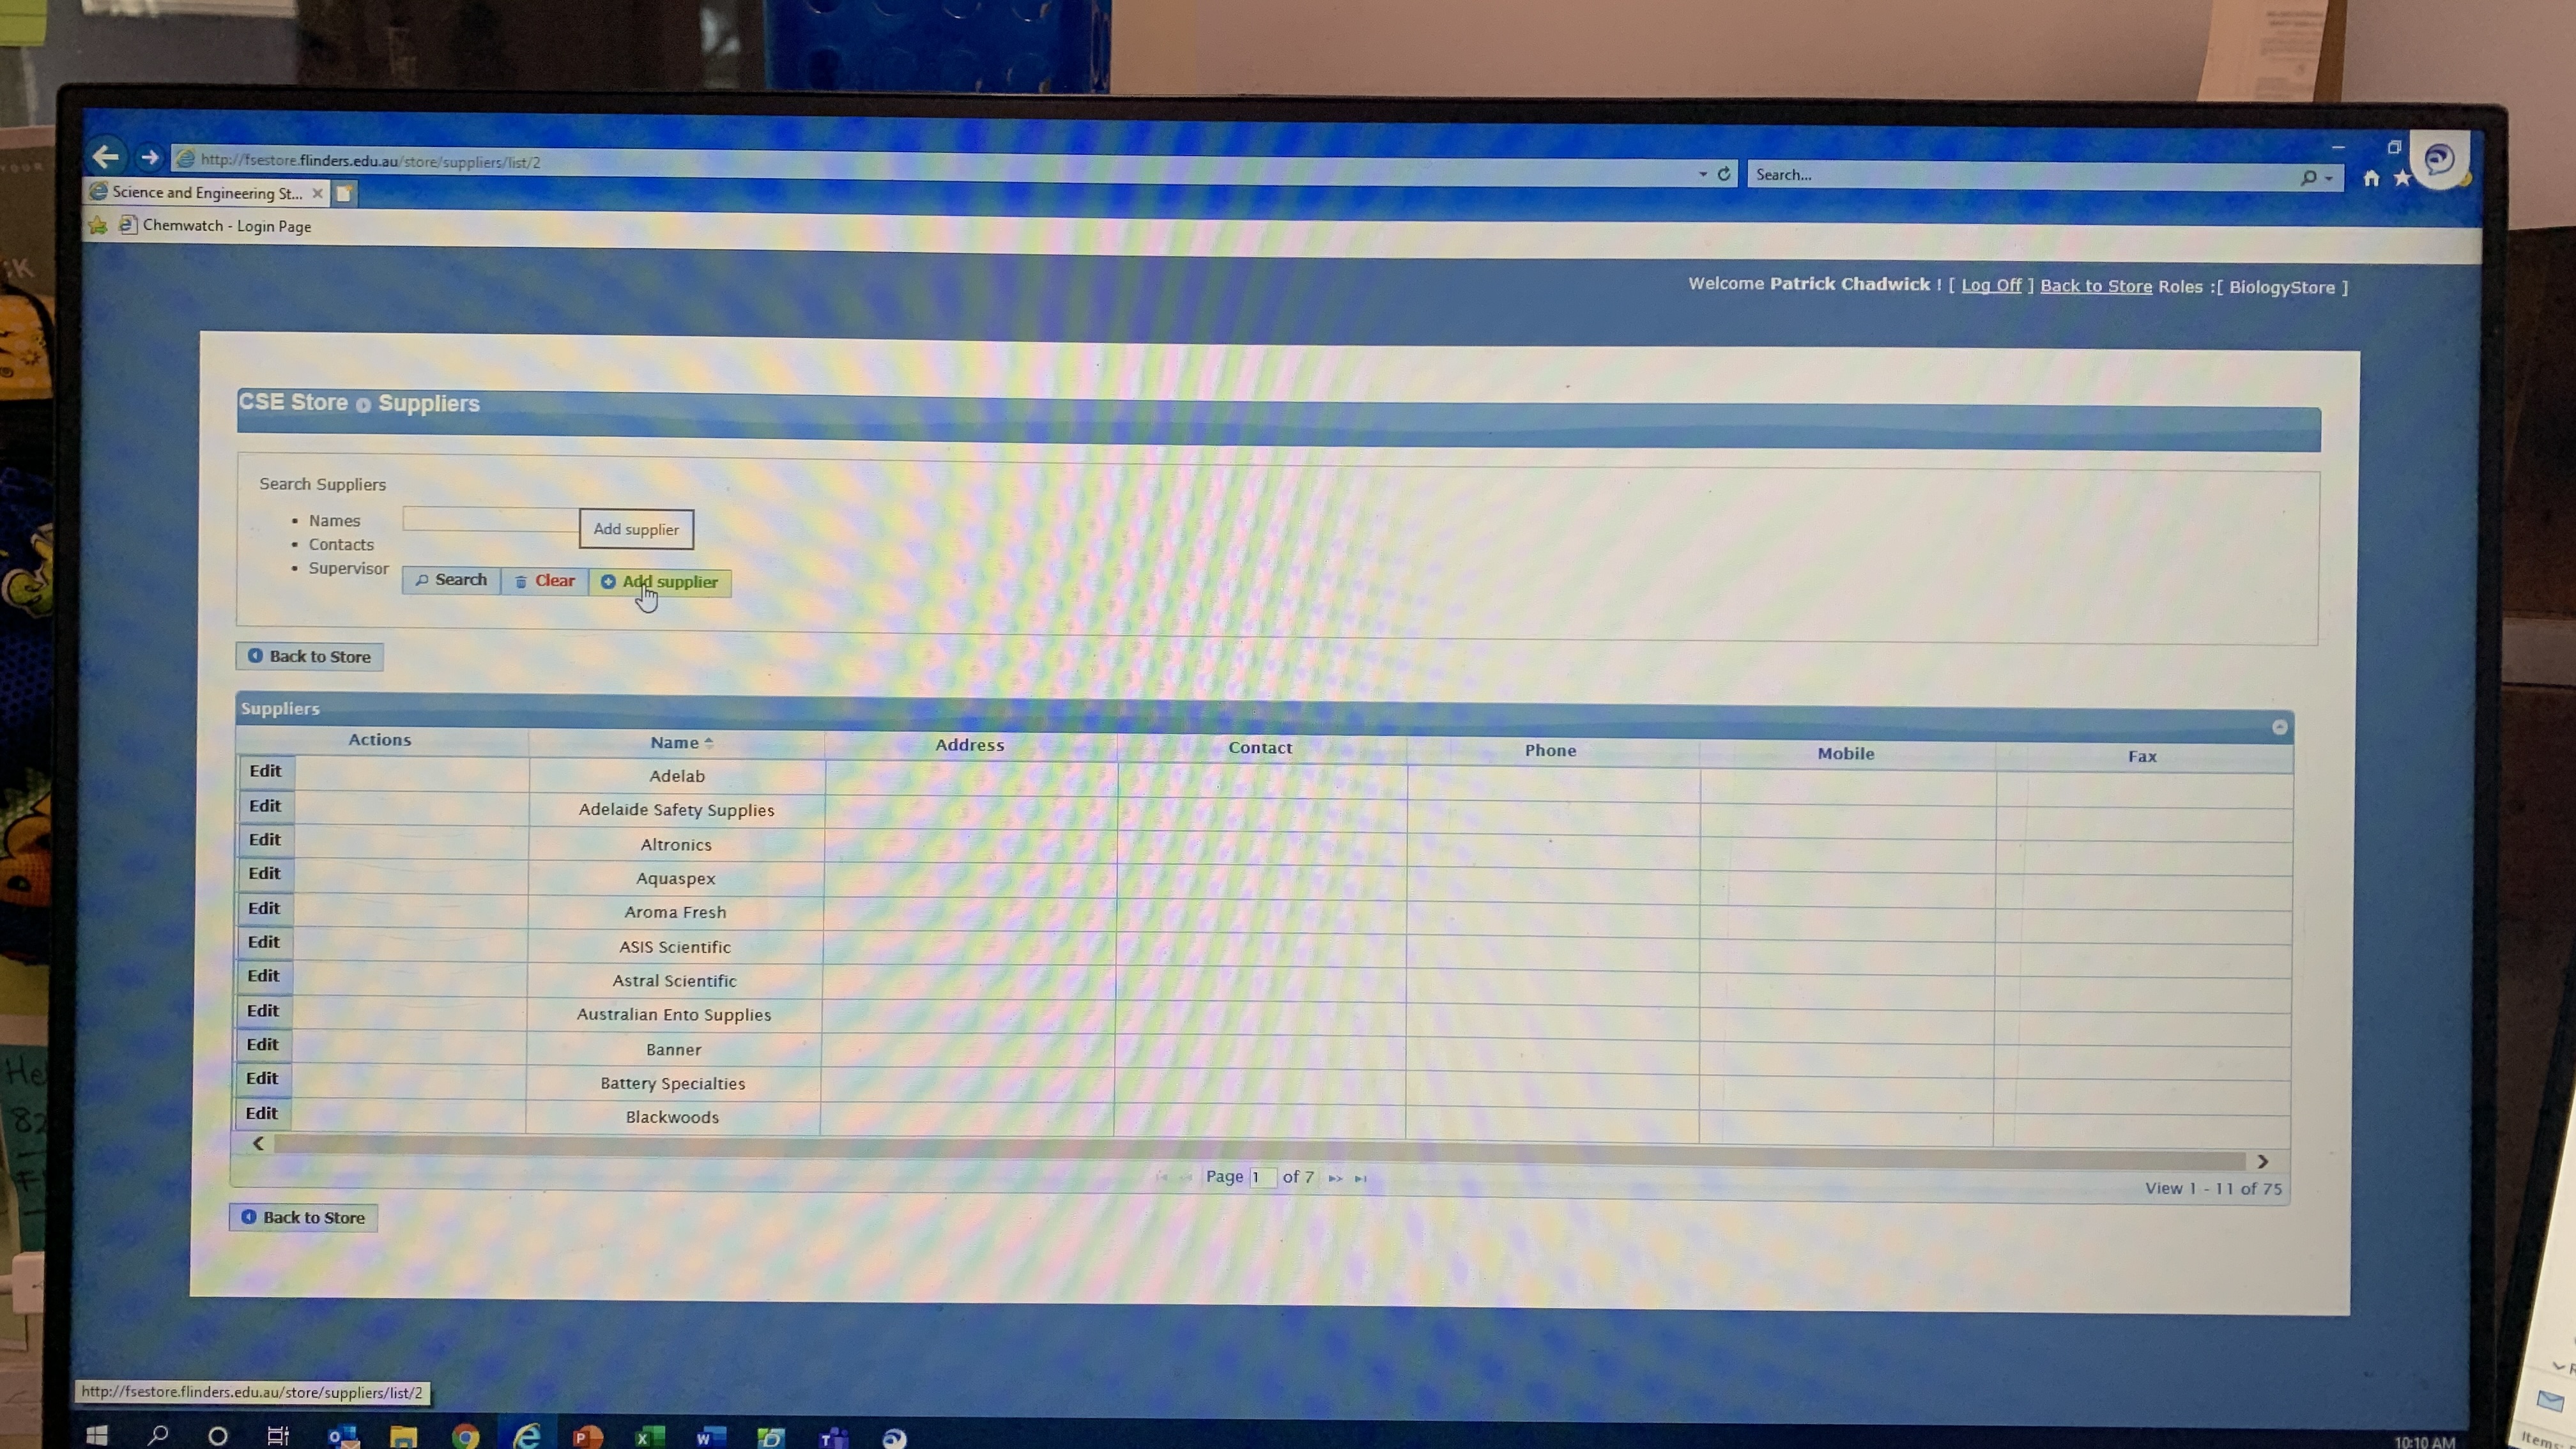 http://fsestore.flinders.edu.au/store/suppliers/list/2
Search...
Science and Engineering St...
Chemwatch - Login Page
Welcome Patrick Chadwick ! [ Log Off ] Back to Store Roles :[ BiologyStore ]
CSE Store Suppliers
Search Suppliers
Names
Contacts
Supervisor
Add supplier
Search Clear Add supplier
Back to Store
Suppliers
Actions Name Address Contact Phone Mobile Fax
Edit Adelab
Edit Adelaide Safety Supplies
Edit Altronics
Edit Aquaspex
Edit Aroma Fresh
Edit ASIS Scientific
Edit Astral Scientific
Edit Australian Ento Supplies
Edit Banner
Edit Battery Specialties
Edit Blackwoods
Page 1 of 7
View 1 - 11 of 75
Back to Store
http://fsestore.flinders.edu.au/store/suppliers/list/2
10:10 AM
He
82
Item